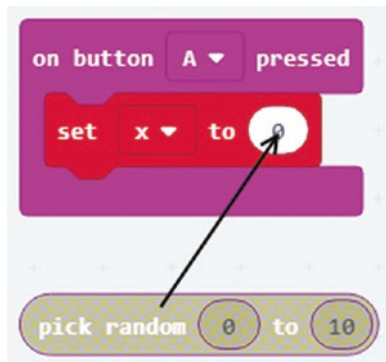 on button A pressed
set x to 0
pick random 0 to 10